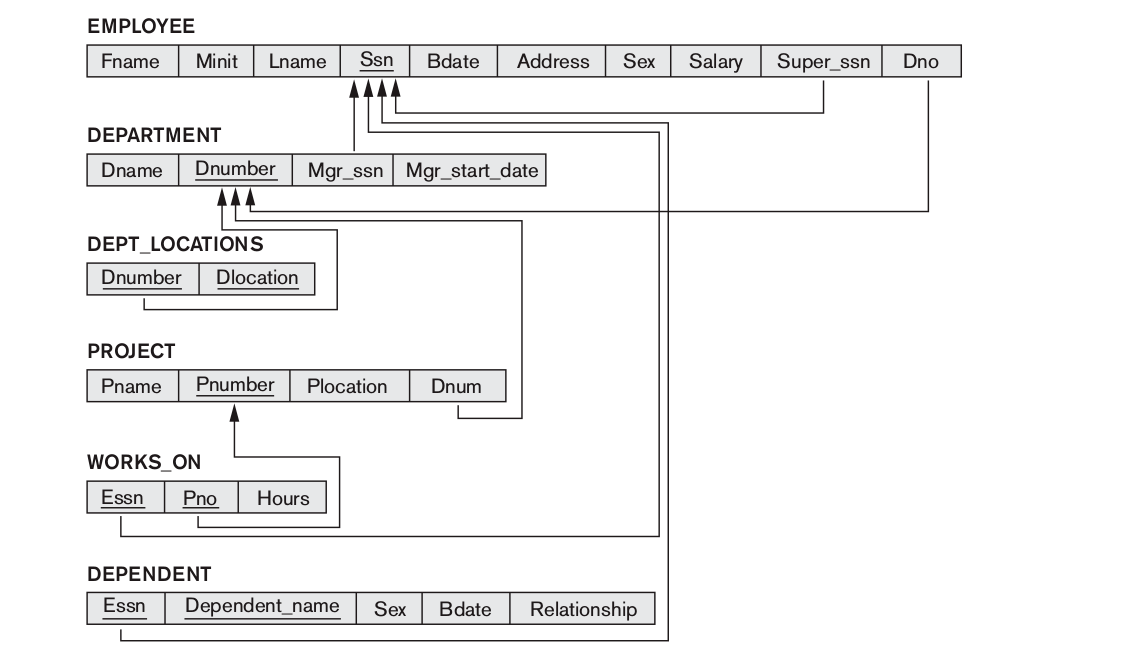 EMPLOYEE
Fname Minit Lname Ssn Bdate Address Sex Salary Super_ssn Dno
DEPARTMENT
Dname Dnumber Mgr_ssn Mgr_start_date
DEPT_LOCATIONS
Dnumber Dlocation
PROJECT
Pname Pnumber Plocation Dnum
WORKS_ON
Essn Pno Hours
DEPENDENT
Essn Dependent_name Sex Bdate Relationship